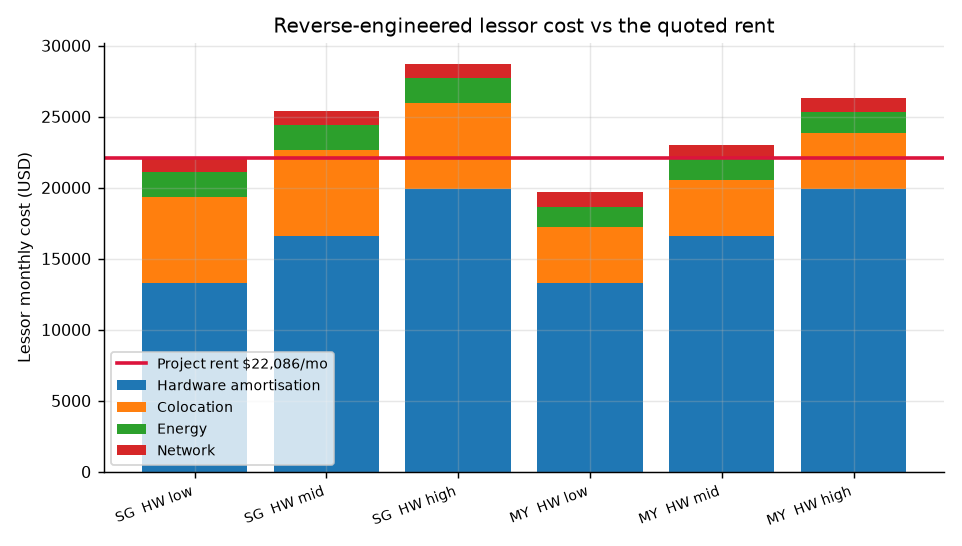 Reverse-engineered lessor cost vs the quoted rent
Lessor monthly cost (USD)
30000
25000
20000
15000
10000
5000
0
Project rent $22,086/mo
Hardware amortisation
Colocation
Energy
Network
SG HW low
SG HW mid
SG HW high
MY HW low
MY HW mid
MY HW high